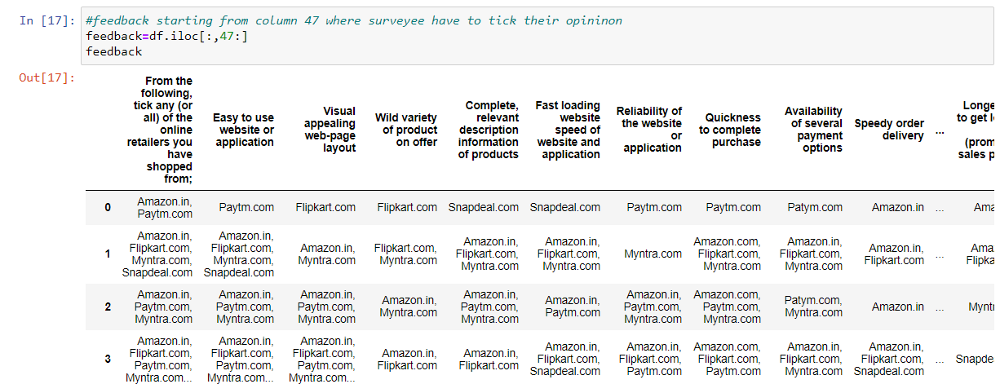 In [17]: #feedback starting from column 47 where surveyee have to tick their opininon
feedback=df.iloc[:,47:]
feedback
Out[17]:
From the
following,
tick any (or
all) of the
online
retailers you
have
shopped
from;
Easy to use
website or
application
Visual
appealing
web-page
layout
Wild variety
of product
on offer
Complete,
relevant
description
information
of products
Fast loading
website
speed of
website and
application
Reliability of
the website
or
application
Quickness
to complete
purchase
Availability
of several
payment
options
Speedy order
delivery
...
Longe
to get l
(prom
sales p
0
Amazon.in,
Paytm.com
Paytm.com
Flipkart.com
Flipkart.com
Snapdeal.com
Snapdeal.com
Paytm.com
Paytm.com
Patym.com
Amazon.in
...
Ama
1
Amazon.in,
Flipkart.com,
Myntra.com,
Snapdeal.com
Amazon.in,
Flipkart.com,
Myntra.com,
Snapdeal.com
Amazon.in,
Myntra.com
Flipkart.com,
Myntra.com
Amazon.in,
Flipkart.com,
Myntra.com
Amazon.in,
Flipkart.com,
Myntra.com
Myntra.com
Amazon.com,
Flipkart.com,
Myntra.com
Amazon.in,
Flipkart.com,
Myntra.com
Amazon.in,
Flipkart.com
...
Ama
Flipka
2
Amazon.in,
Paytm.com,
Myntra.com
Amazon.in,
Paytm.com,
Myntra.com
Amazon.in,
Paytm.com,
Myntra.com
Amazon.in,
Myntra.com
Amazon.in,
Paytm.com,
Myntra.com
Amazon.in,
Paytm.com
Amazon.in,
Paytm.com,
Myntra.com
Amazon.com,
Paytm.com,
Myntra.com
Patym.com,
Myntra.com
Amazon.in
...
Myntr
3
Amazon.in,
Flipkart.com,
Paytm.com,
Myntra.com...
Amazon.in,
Flipkart.com,
Paytm.com,
Myntra.com...
Amazon.in,
Flipkart.com,
Paytm.com,
Myntra.com...
Amazon.in,
Flipkart.com
Amazon.in,
Flipkart.com
Amazon.in,
Flipkart.com,
Snapdeal.com
Amazon.in,
Flipkart.com,
Paytm.com
Amazon.com,
Flipkart.com,
Paytm.com
Amazon.in,
Flipkart.com,
Myntra.com
Amazon.in,
Flipkart.com,
Snapdeal.com
...
Snapde